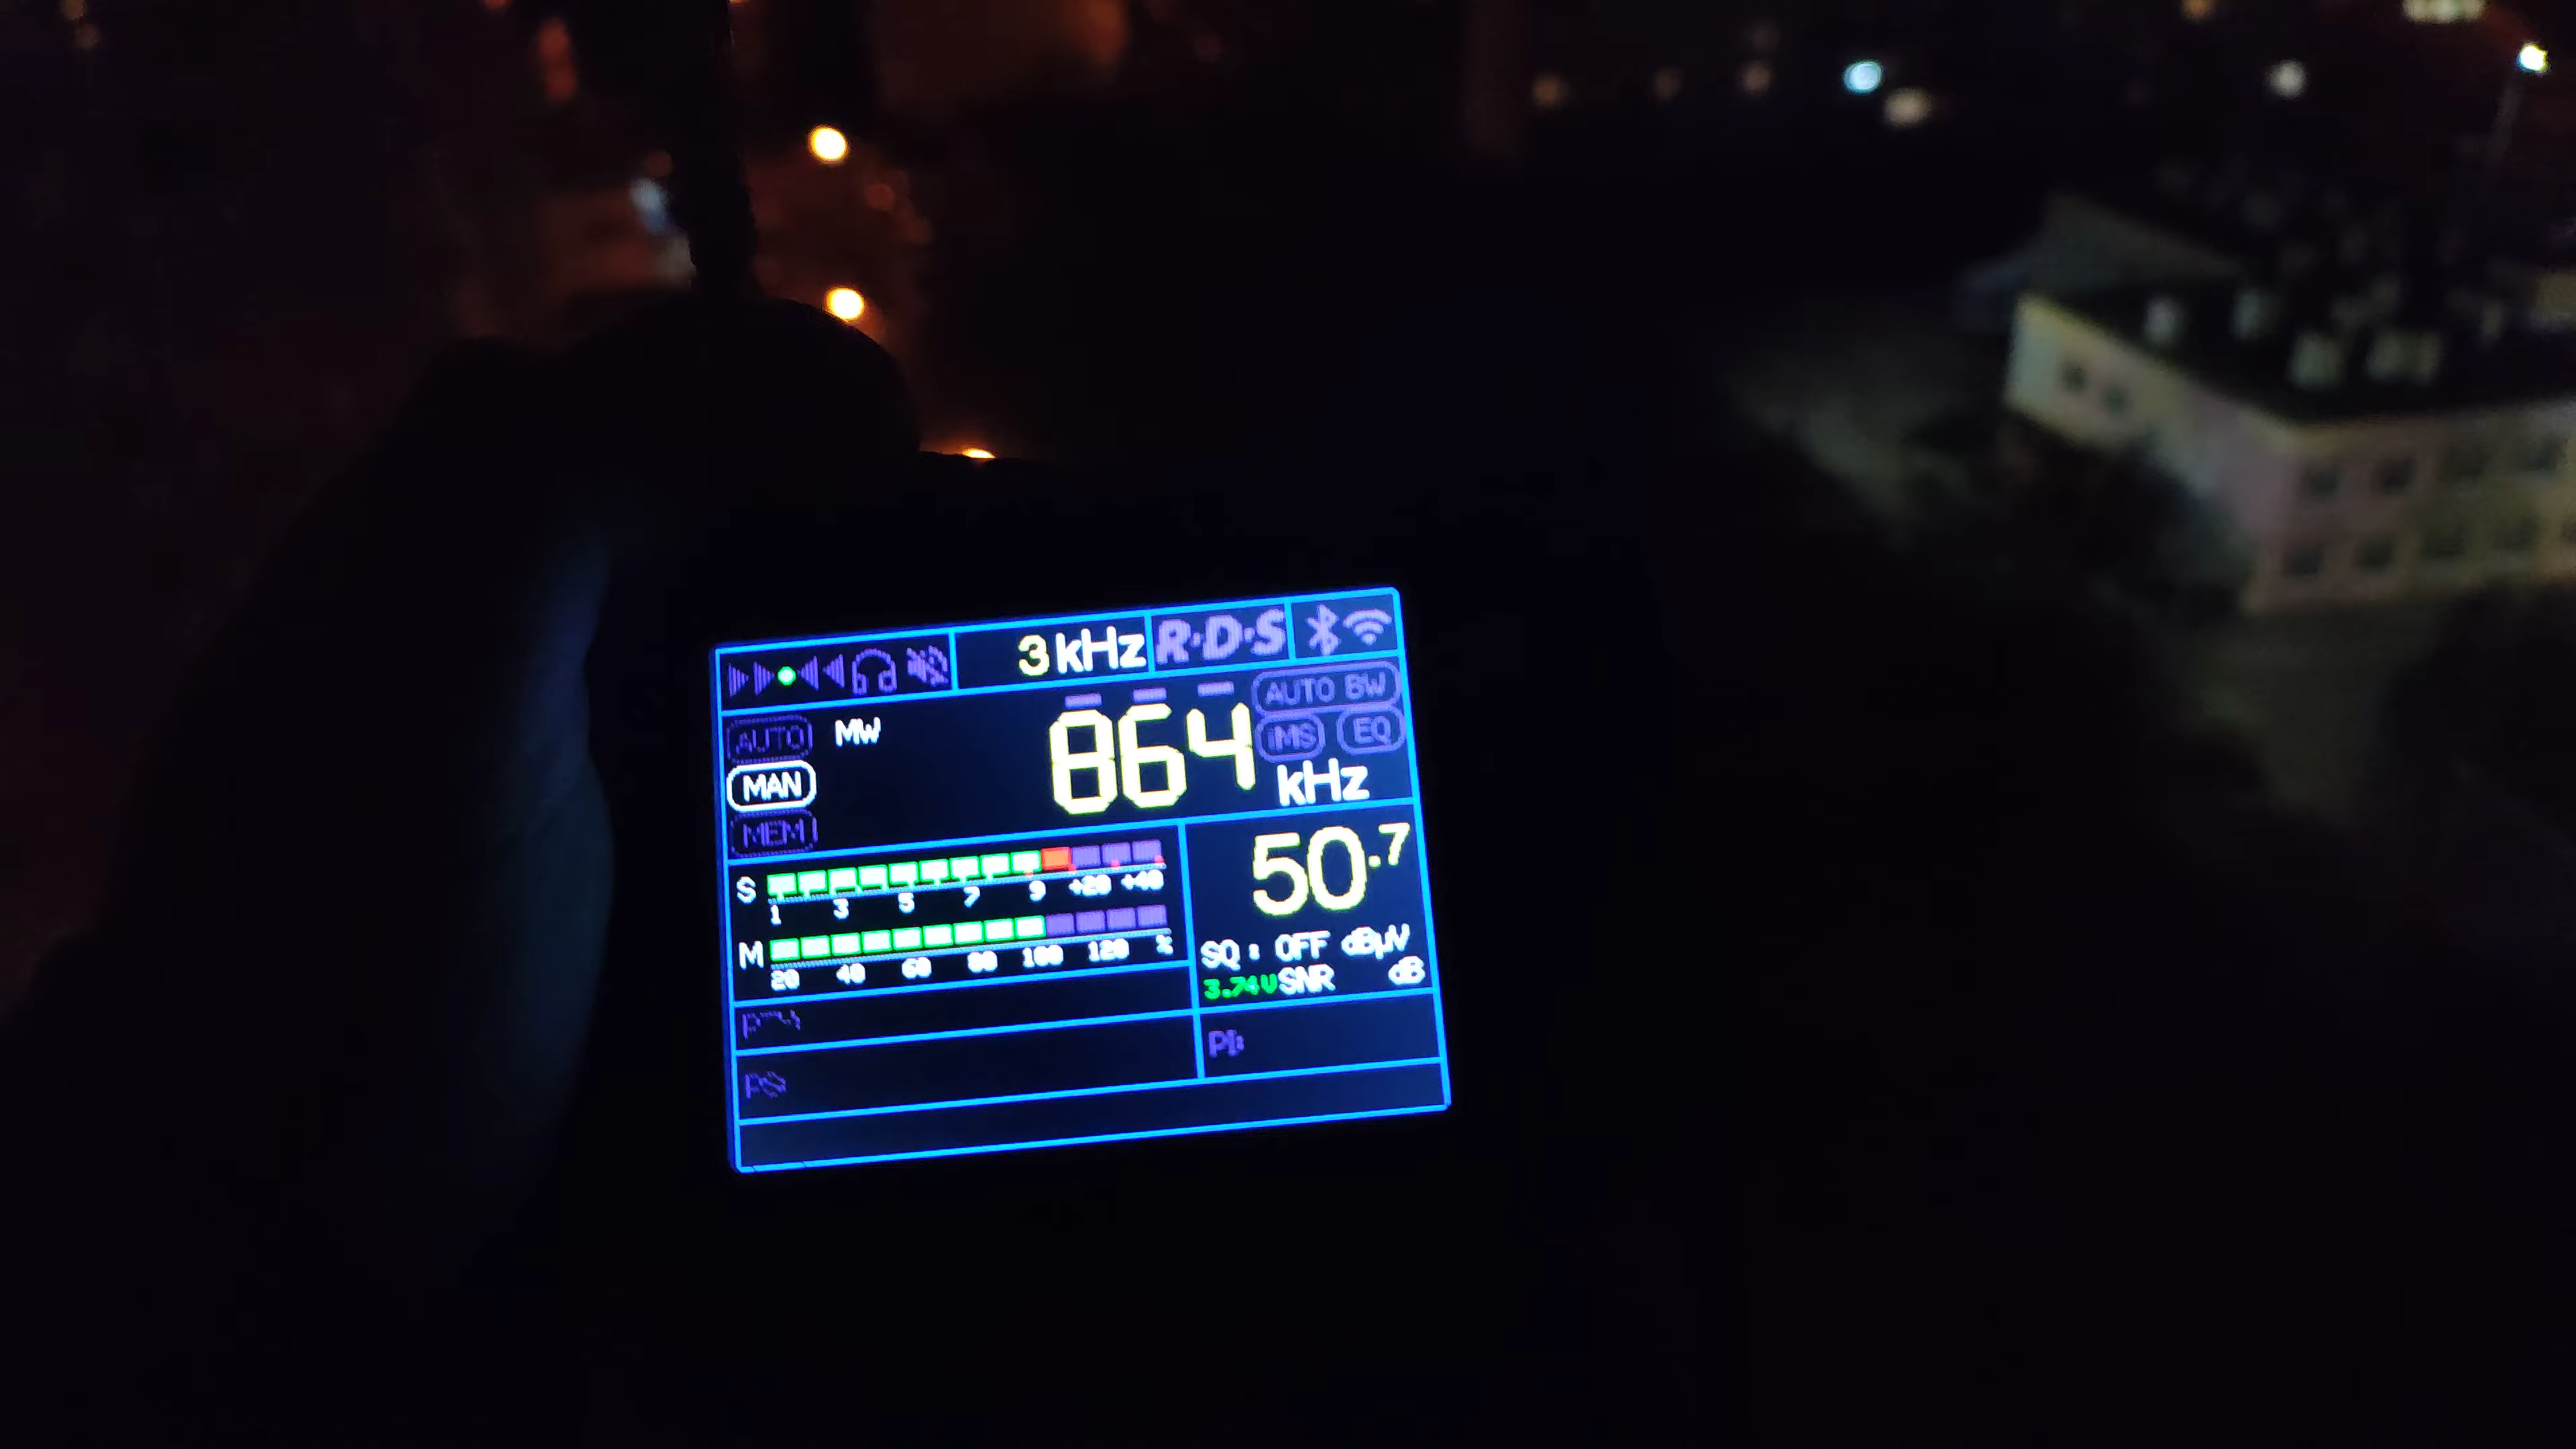 3 kHz R·D·S
AUTO BW
AUTO MW 864 iMS EQ
MAN kHz
MEM
50.7
S
1 3 5 7 9 +20 +40
M
20 40 60 80 100 120 %
SQ: OFF dBµV
3.74V SNR dB
PI:
PS: